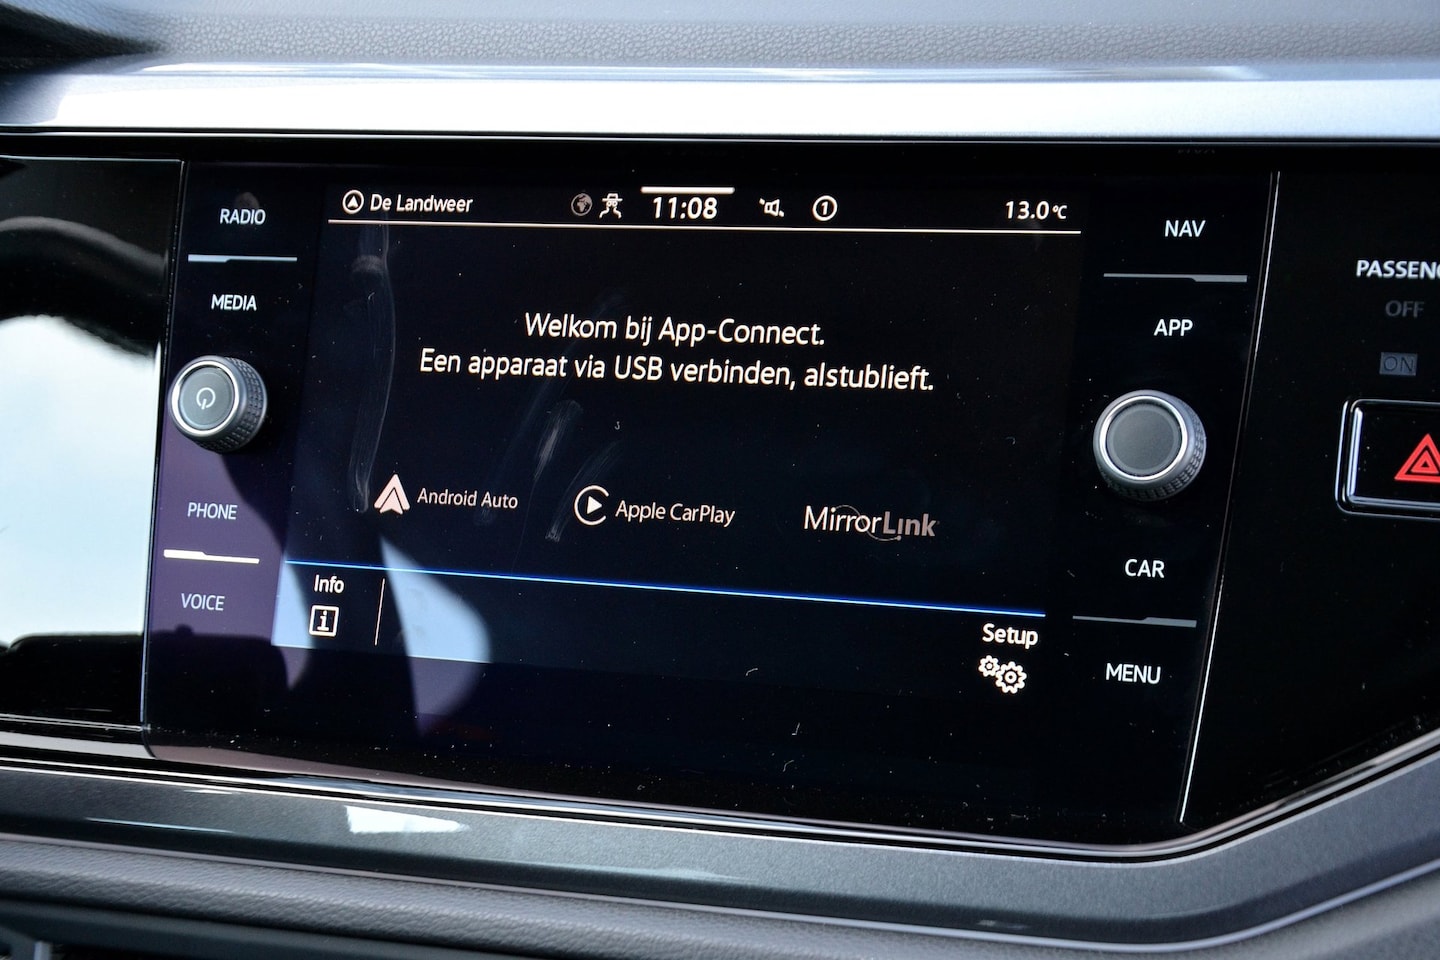 De Landweer
11:08
1
13.0°C
RADIO
MEDIA
PHONE
VOICE
Welkom bij App-Connect.
Een apparaat via USB verbinden, alstublieft.
Android Auto
Apple CarPlay
MirrorLink
Info
i
Setup
NAV
APP
CAR
MENU
PASSENG
OFF
ON